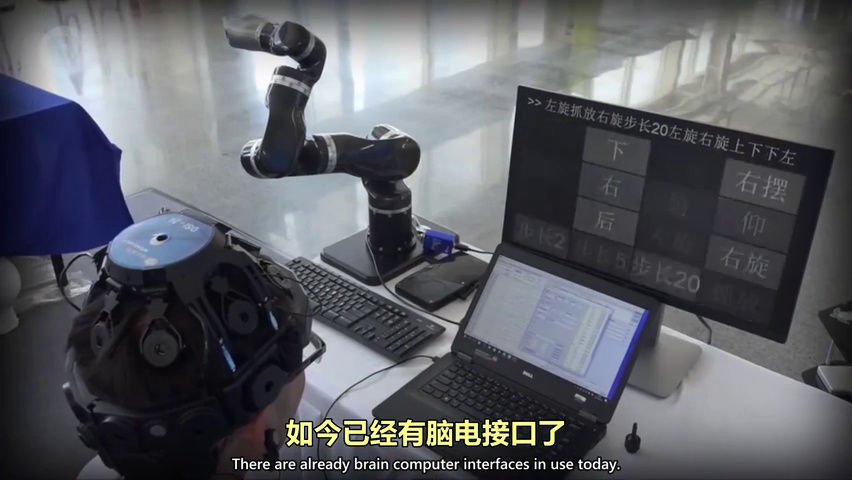 >> 左旋抓放右旋步长20左旋右旋上下下左
下
右
右摆
后
仰
右旋
步长20
DELL
如今已经有脑电接口了
There are already brain computer interfaces in use today.